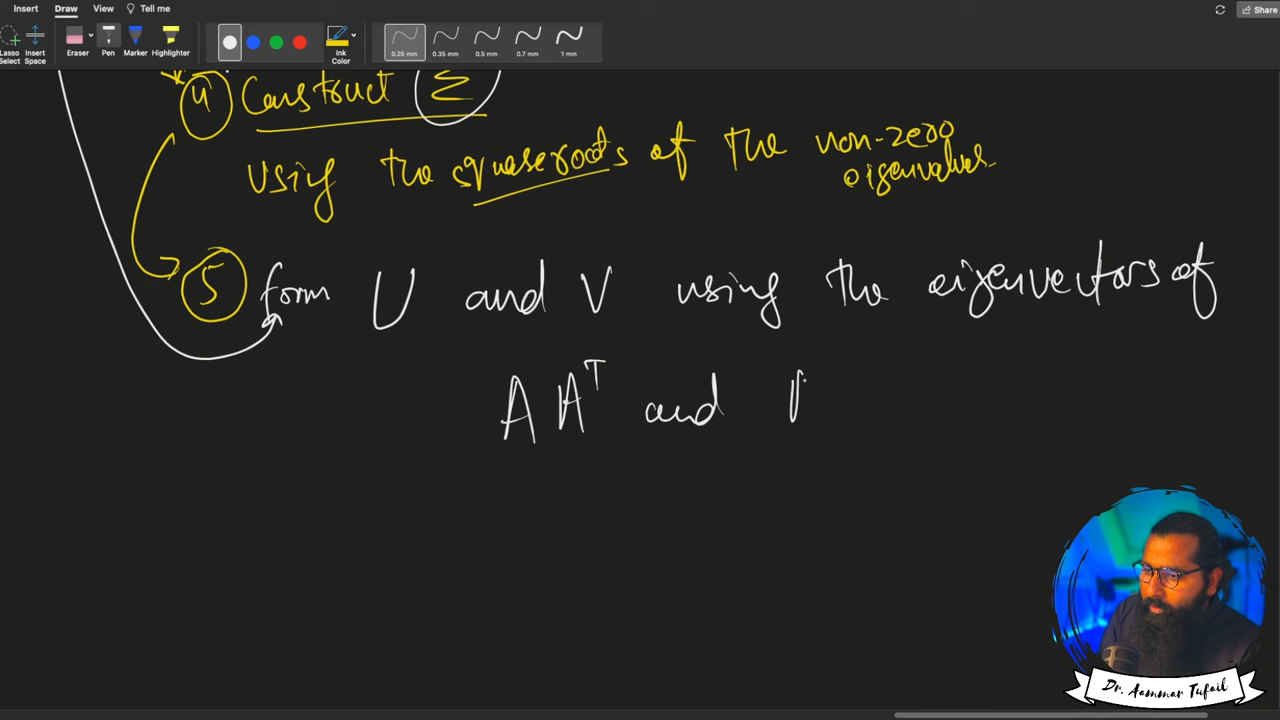 Insert Draw View Tell me
Share
Lasso Select
Insert Space
Eraser
Pen
Marker
Highlighter
Ink Color
0.25 mm
0.35 mm
0.5 mm
0.7 mm
1 mm
4 Construct Σ
using the squareroots of the non-zero
eigenvalues
5 form U and V using the eigenvectors of
A Aᵀ and
Dr. Aammar Tufail